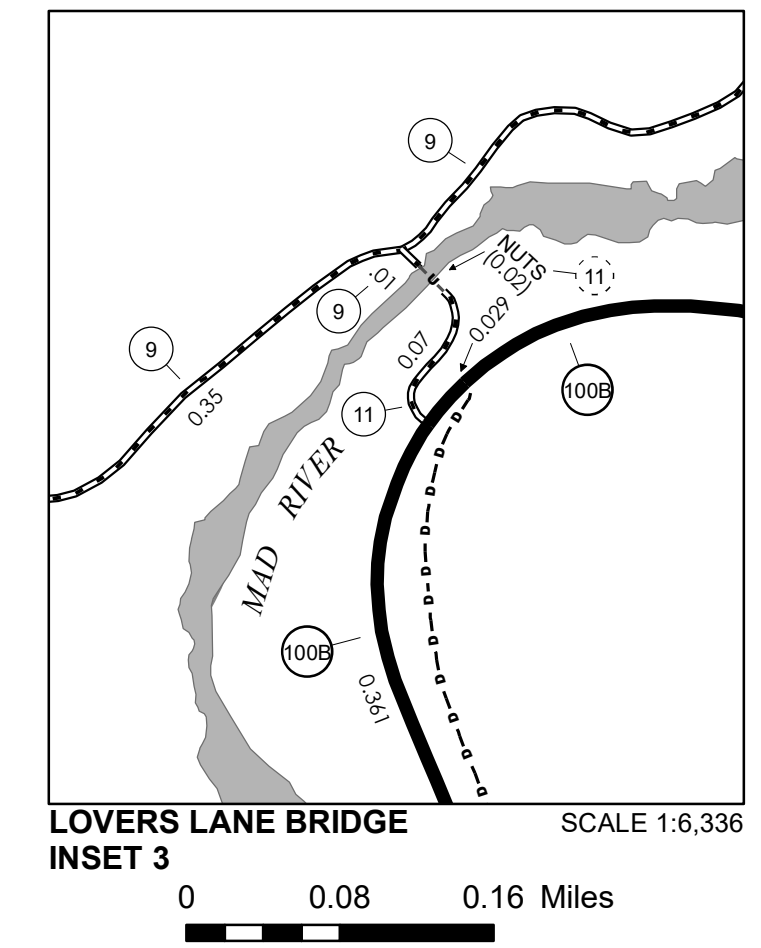 9
NUTS
(0.02)
11
.01
9
0.029
9
0.07
100B
0.35
11
MAD RIVER
100B
0.361
D
D
D
D
D
D
D
D
D
U
LOVERS LANE BRIDGE
INSET 3
SCALE 1:6,336
0 0.08 0.16 Miles